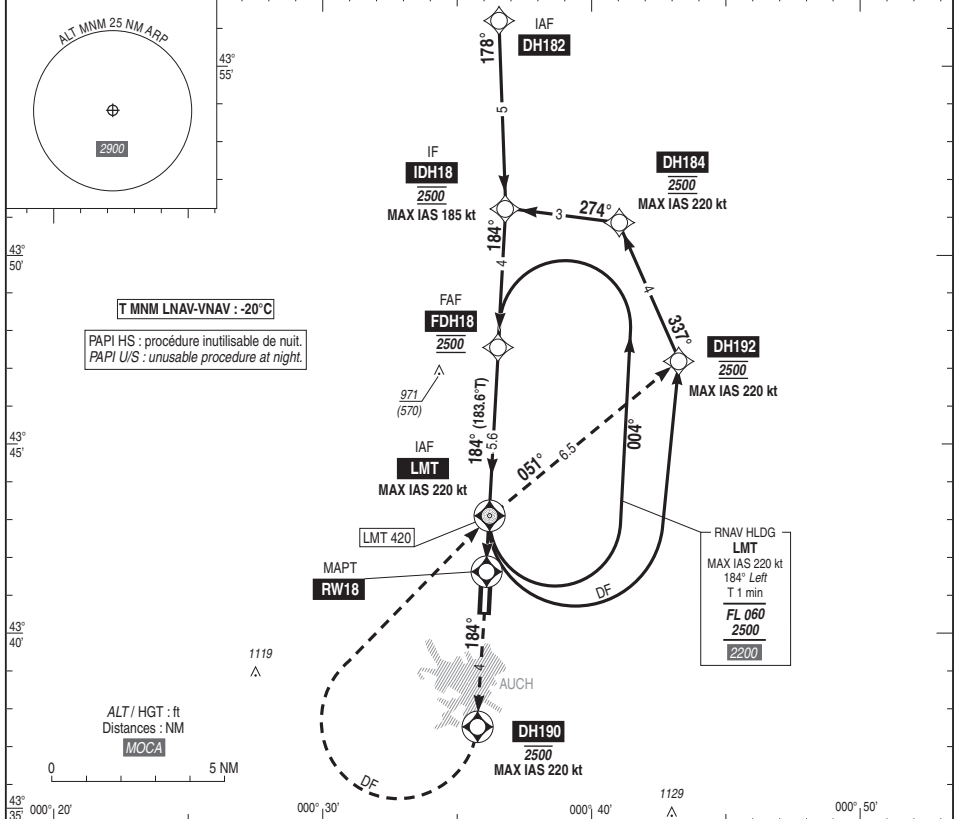 ALT MNM 25 NM ARP
2900
43°
55'
IAF
DH182
178°
5
IF
IDH18
2500
MAX IAS 185 kt
DH184
2500
MAX IAS 220 kt
274°
3
184°
4
43°
50'
T MNM LNAV-VNAV : -20°C
PAPI HS : procédure inutilisable de nuit.
PAPI U/S : unusable procedure at night.
FAF
FDH18
2500
4
337°
DH192
2500
MAX IAS 220 kt
971
(570)
184° (183.6°T)
5.6
004°
43°
45'
IAF
LMT
MAX IAS 220 kt
051°
6.5
LMT 420
RNAV HLDG
LMT
MAX IAS 220 kt
184° Left
T 1 min
FL 060
2500
2200
MAPT
RW18
DF
43°
40'
184°
4
1119
AUCH
ALT / HGT : ft
Distances : NM
MOCA
0 5 NM
DH190
2500
MAX IAS 220 kt
DF
1129
43°
35'
000° 20'
000° 30'
000° 40'
000° 50'